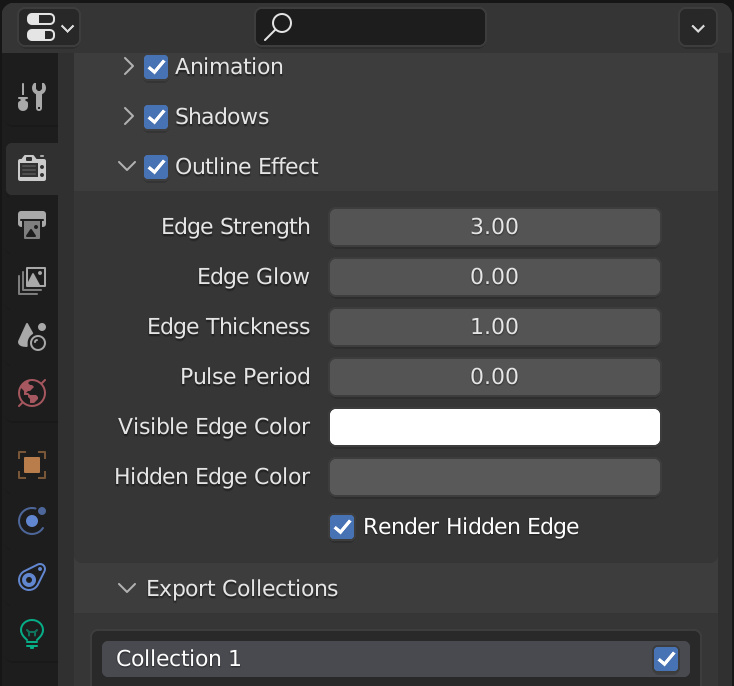 Animation
Shadows
Outline Effect
Edge Strength 3.00
Edge Glow 0.00
Edge Thickness 1.00
Pulse Period 0.00
Visible Edge Color
Hidden Edge Color
Render Hidden Edge
Export Collections
Collection 1